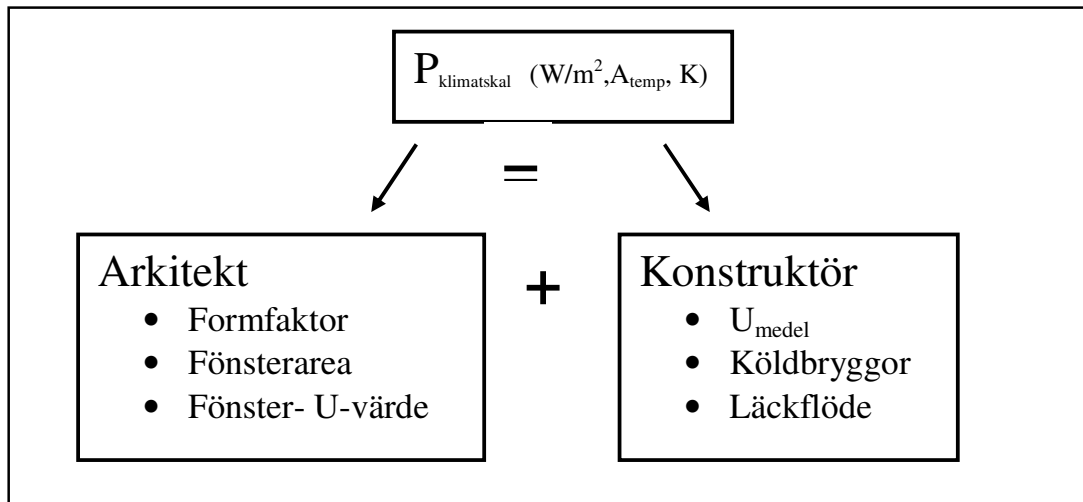 P klimatskal (W/m²,A temp, K)
=
Arkitekt
• Formfaktor
• Fönsterarea
• Fönster- U-värde
+
Konstruktör
• U medel
• Köldbryggor
• Läckflöde